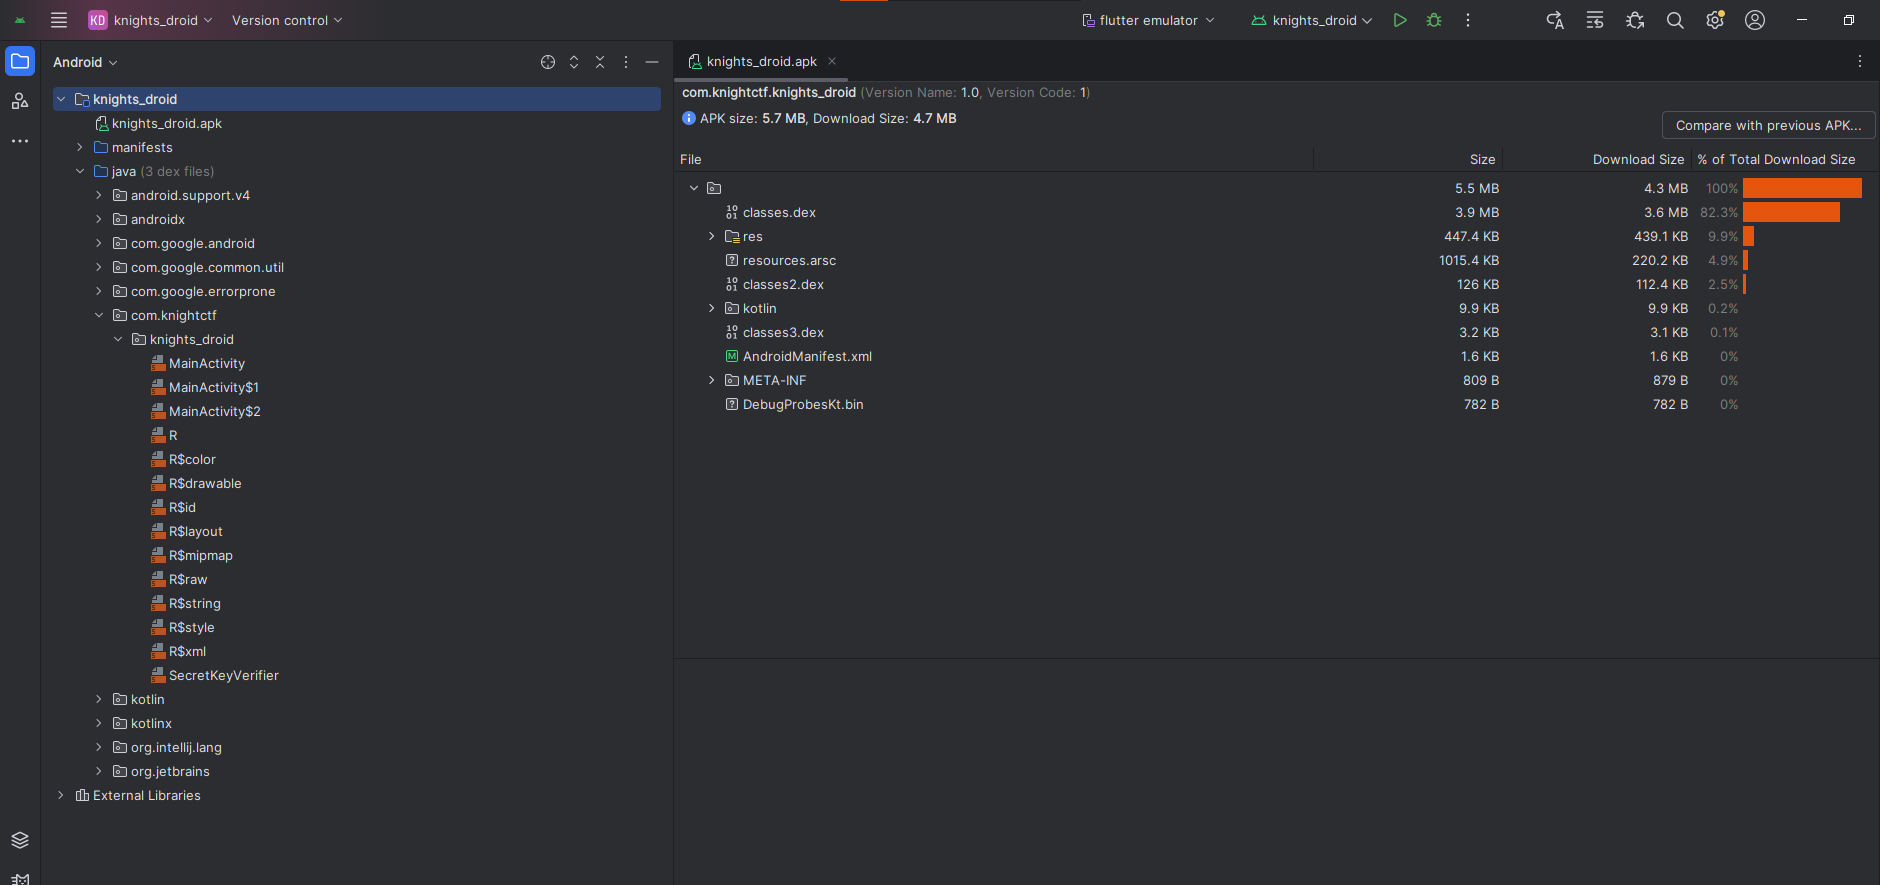 KD knights_droid Version control flutter emulator knights_droid
Android
knights_droid
knights_droid.apk
manifests
java (3 dex files)
android.support.v4
androidx
com.google.android
com.google.common.util
com.google.errorprone
com.knightctf
knights_droid
MainActivity
MainActivity$1
MainActivity$2
R
R$color
R$drawable
R$id
R$layout
R$mipmap
R$raw
R$string
R$style
R$xml
SecretKeyVerifier
kotlin
kotlinx
org.intellij.lang
org.jetbrains
External Libraries
knights_droid.apk
com.knightctf.knights_droid (Version Name: 1.0, Version Code: 1)
APK size: 5.7 MB, Download Size: 4.7 MB
Compare with previous APK...
File Size Download Size % of Total Download Size
5.5 MB 4.3 MB 100%
classes.dex 3.9 MB 3.6 MB 82.3%
res 447.4 KB 439.1 KB 9.9%
resources.arsc 1015.4 KB 220.2 KB 4.9%
classes2.dex 126 KB 112.4 KB 2.5%
kotlin 9.9 KB 9.9 KB 0.2%
classes3.dex 3.2 KB 3.1 KB 0.1%
AndroidManifest.xml 1.6 KB 1.6 KB 0%
META-INF 809 B 879 B 0%
DebugProbesKt.bin 782 B 782 B 0%